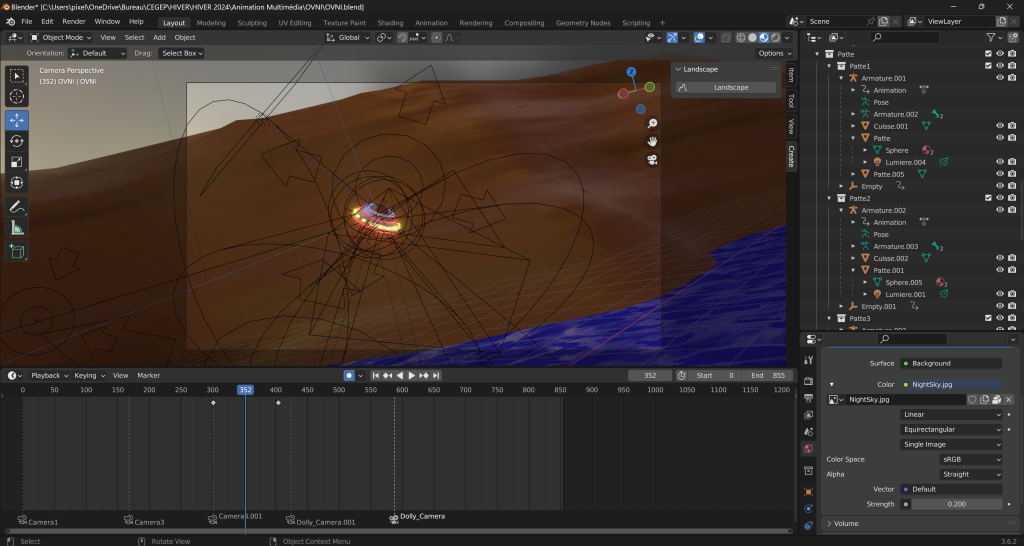 Blender* [C:\Users\pixel\OneDrive\Bureau\CEGEP\HIVER\HIVER 2024\Animation Multimédia\OVNI\OVNI.blend]
File Edit Render Window Help Layout Modeling Sculpting UV Editing Texture Paint Shading Animation Rendering Compositing Geometry Nodes Scripting Scene ViewLayer
Object Mode View Select Add Object Global
Orientation: Default Drag: Select Box Options
Camera Perspective
(352) OVNI | OVNI
Landscape
Landscape
Item
Tool
View
Create
X
Z
Patte
Patte1
Armature.001
Animation
Pose
Armature.002 2
Cuisse.001
Patte
Sphere 2
Lumiere.004
Patte.005
Empty
Patte2
Armature.002
Animation
Pose
Armature.003 2
Cuisse.002
Patte.001
Sphere.005 2
Lumiere.001
Empty.001
Patte3
Playback Keying View Marker 352 Start 0 End 855
0 50 100 150 200 250 300 352 400 450 500 550 600 650 700 750 800 850 900 950 1000 1050 1100 1150 1200
Camera1 Camera3 Dolly_Camera.001 Dolly_Camera
Surface Background
Color NightSky.jpg
NightSky.jpg
Linear
Equirectangular
Single Image
Color Space sRGB
Alpha Straight
Vector Default
Strength 0.200
Volume
Select Rotate View Object Context Menu 3.6.2